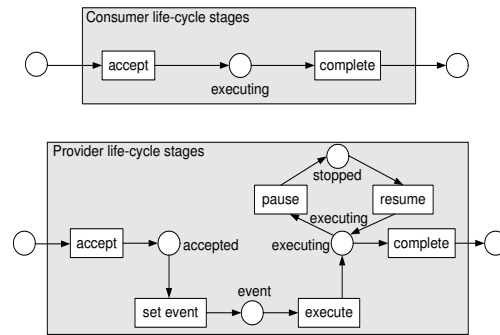 Consumer life-cycle stages
accept
complete
executing
Provider life-cycle stages
stopped
pause
resume
executing
accept
accepted
executing
complete
event
set event
execute